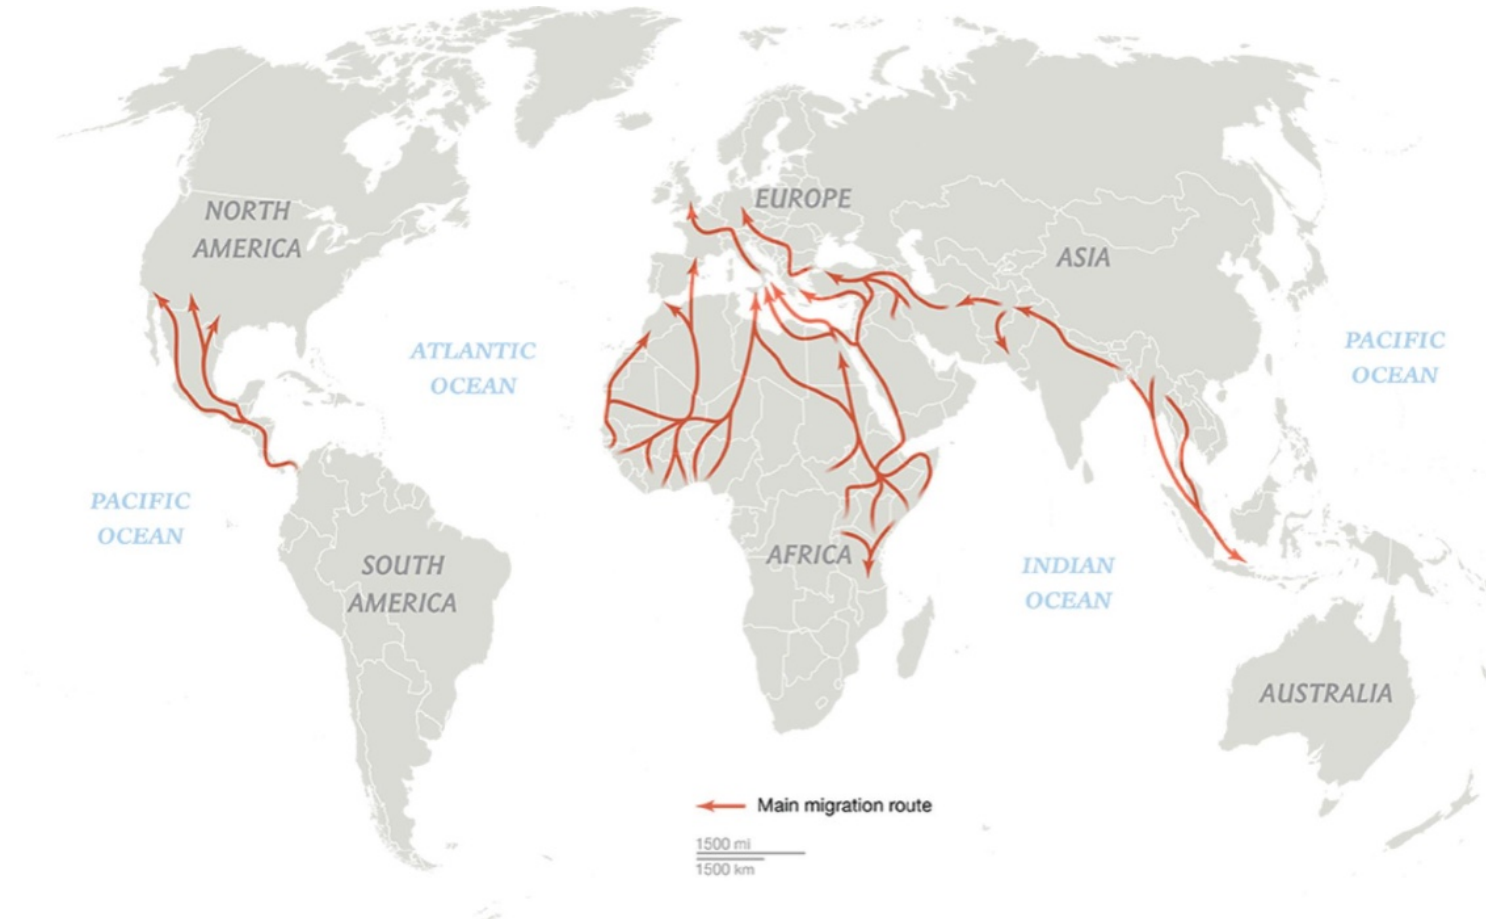 NORTH
AMERICA
EUROPE
ASIA
ATLANTIC
OCEAN
PACIFIC
OCEAN
PACIFIC
OCEAN
SOUTH
AMERICA
AFRICA
INDIAN
OCEAN
AUSTRALIA
Main migration route
1500 mi
1500 km